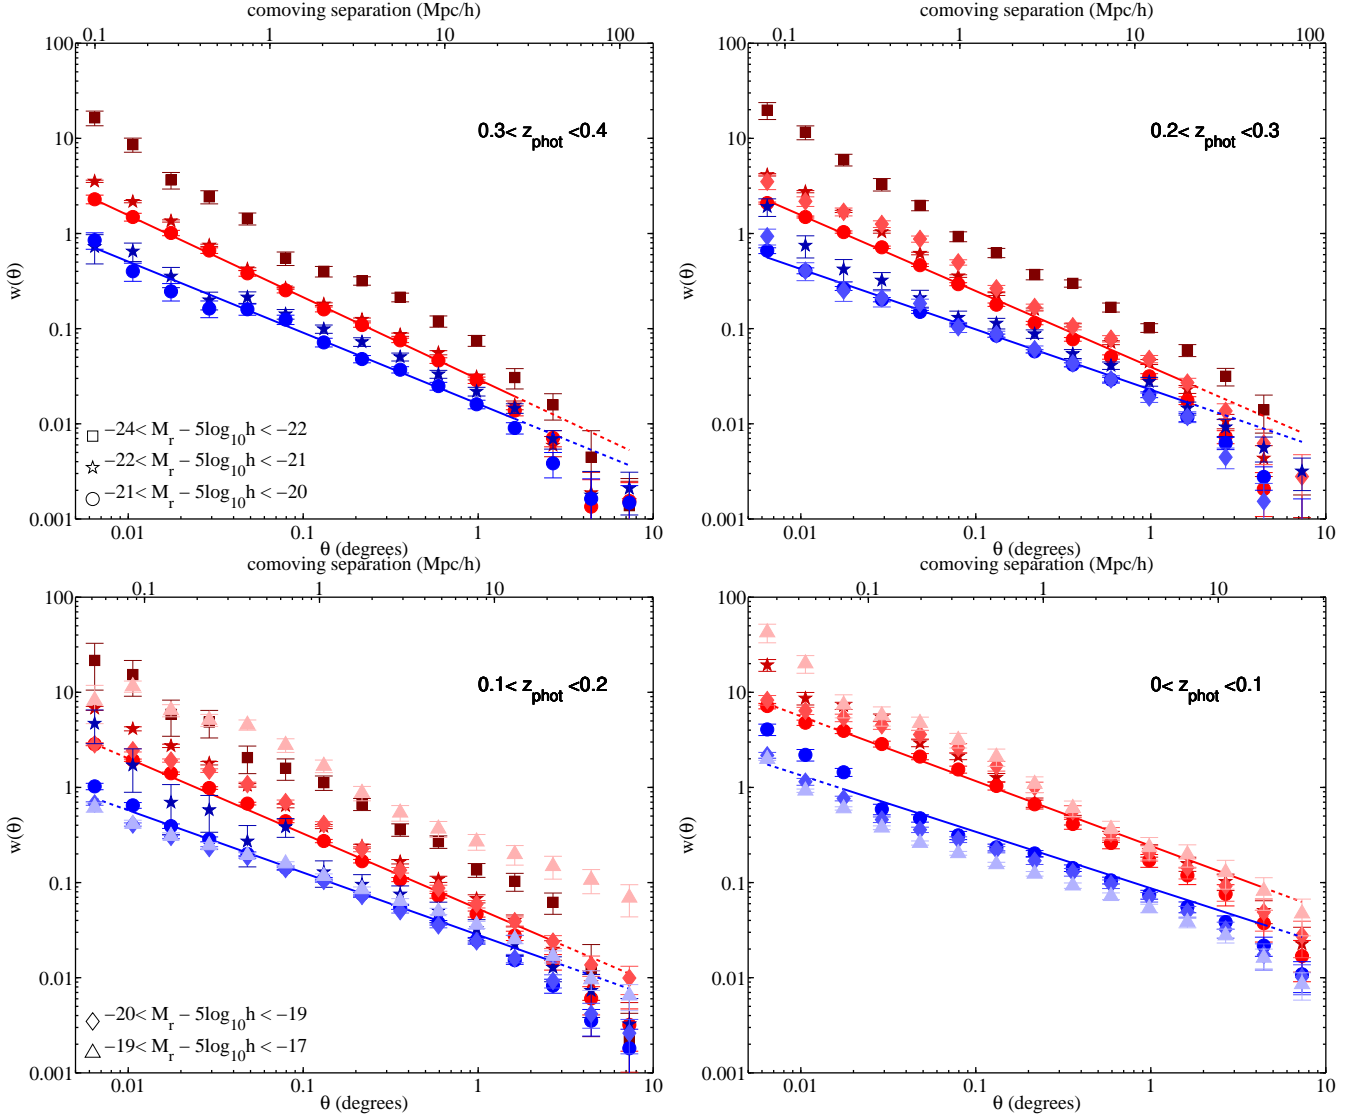 comoving separation (Mpc/h)
0.1 1 10 100
100
10
1
0.1
0.01
0.001
w(θ)
0.3< z_phot <0.4
−24< M_r − 5log_10h < −22
−22< M_r − 5log_10h < −21
−21< M_r − 5log_10h < −20
0.01 0.1 1 10
θ (degrees)
comoving separation (Mpc/h)
0.1 1 10 100
100
10
1
0.1
0.01
0.001
w(θ)
0.2< z_phot <0.3
0.01 0.1 1 10
θ (degrees)
comoving separation (Mpc/h)
0.1 1 10
100
10
1
0.1
0.01
0.001
w(θ)
0.1< z_phot <0.2
−20< M_r − 5log_10h < −19
−19< M_r − 5log_10h < −17
0.01 0.1 1 10
θ (degrees)
comoving separation (Mpc/h)
0.1 1 10
100
10
1
0.1
0.01
0.001
w(θ)
0< z_phot <0.1
0.01 0.1 1 10
θ (degrees)